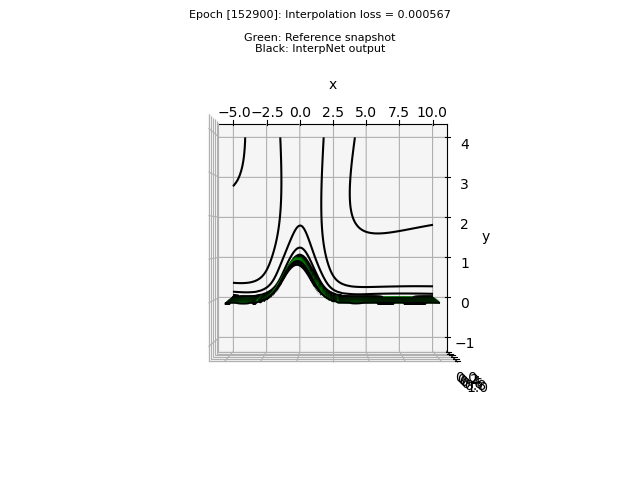 Epoch [152900]: Interpolation loss = 0.000567
Green: Reference snapshot
Black: InterpNet output
x
−5.0 −2.5 0.0 2.5 5.0 7.5 10.0
4
3
2
y
1
0
−1